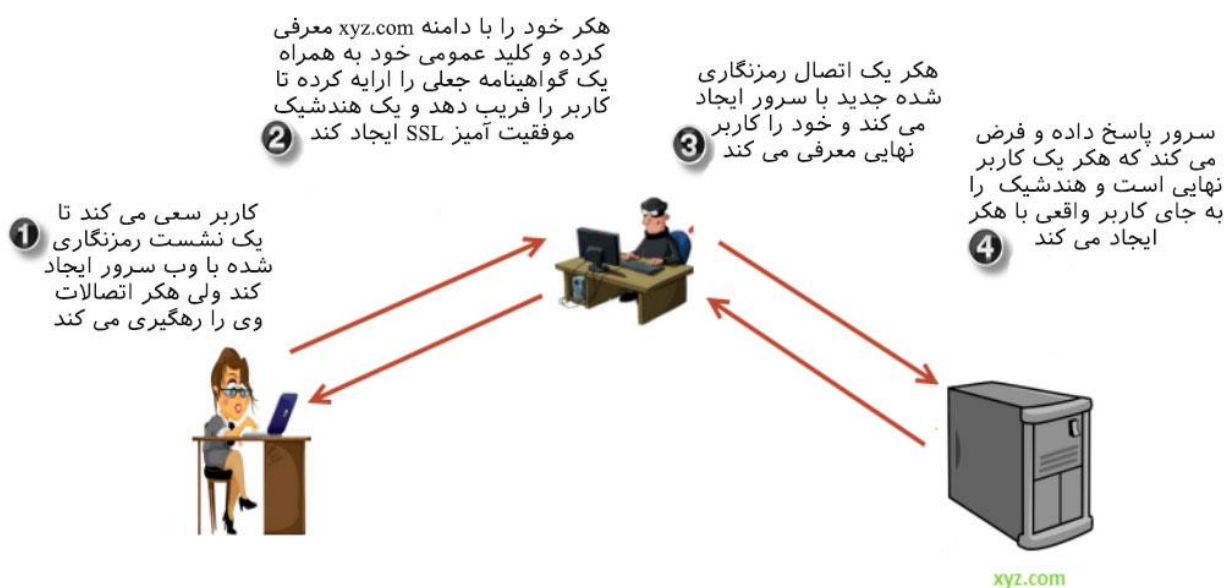 هکر خود را با دامنه xyz.com معرفی
کرده و کلید عمومی خود به همراه
یک گواهینامه جعلی را ارایه کرده تا
کاربر را فریب دهد و یک هندشیک
موفقیت آمیز SSL ایجاد کند
2
هکر یک اتصال رمزنگاری
شده جدید با سرور ایجاد
می کند و خود را کاربر
نهایی معرفی می کند
3
سرور پاسخ داده و فرض
می کند که هکر یک کاربر
نهایی است و هندشیک را
به جای کاربر واقعی با هکر
ایجاد می کند
4
کاربر سعی می کند تا
یک نشست رمزنگاری
شده با وب سرور ایجاد
کند ولی هکر اتصالات
وی را رهگیری می کند
1
xyz.com